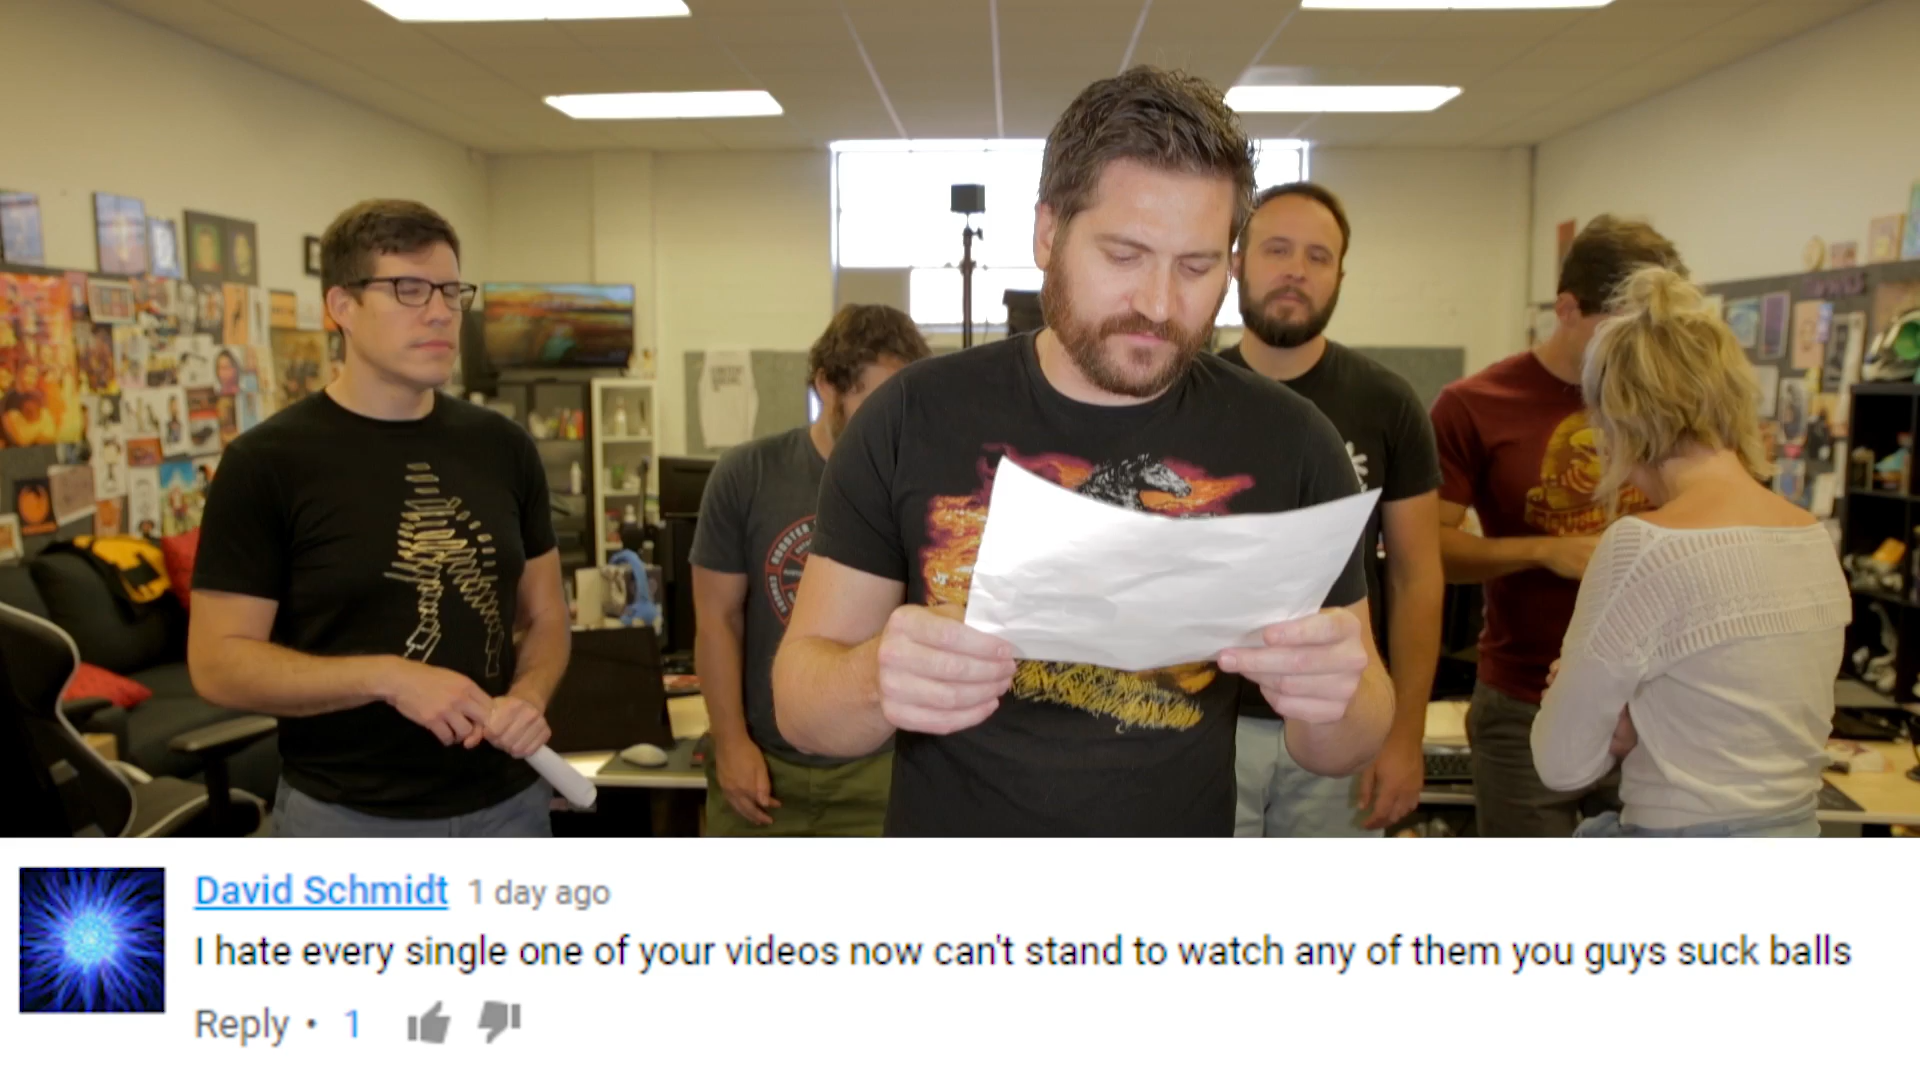 David Schmidt 1 day ago
I hate every single one of your videos now can't stand to watch any of them you guys suck balls
Reply • 1